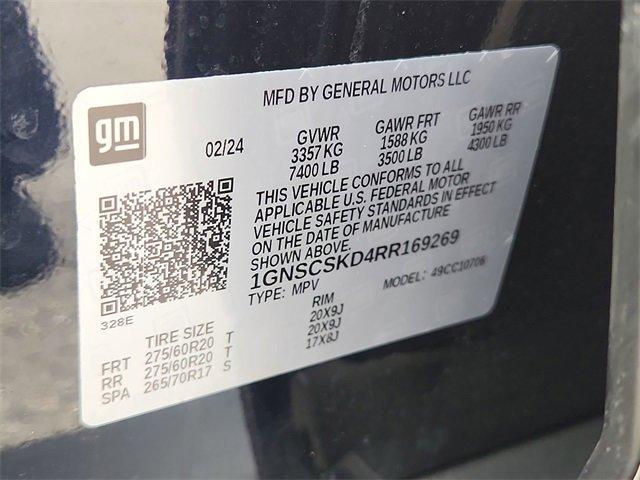 MFD BY GENERAL MOTORS LLC
gm
02/24
GVWR GAWR FRT GAWR RR
3357 KG 1588 KG 1950 KG
7400 LB 3500 LB 4300 LB
THIS VEHICLE CONFORMS TO ALL
APPLICABLE U.S. FEDERAL MOTOR
VEHICLE SAFETY STANDARDS IN EFFECT
ON THE DATE OF MANUFACTURE
SHOWN ABOVE.
1GNSCSKD4RR169269
TYPE: MPV MODEL: 49CC10706
328E
TIRE SIZE RIM
FRT 275/60R20 T 20X9J
RR 275/60R20 T 20X9J
SPA 265/70R17 S 17X8J